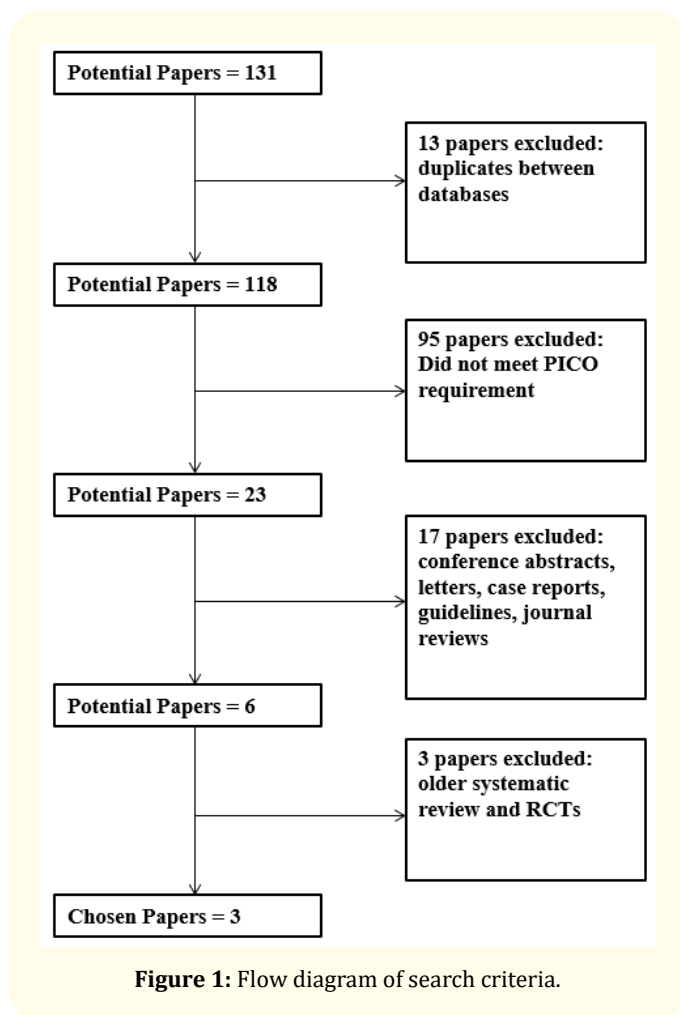 Potential Papers = 131
13 papers excluded:
duplicates between
databases
Potential Papers = 118
95 papers excluded:
Did not meet PICO
requirement
Potential Papers = 23
17 papers excluded:
conference abstracts,
letters, case reports,
guidelines, journal
reviews
Potential Papers = 6
3 papers excluded:
older systematic
review and RCTs
Chosen Papers = 3
Figure 1: Flow diagram of search criteria.